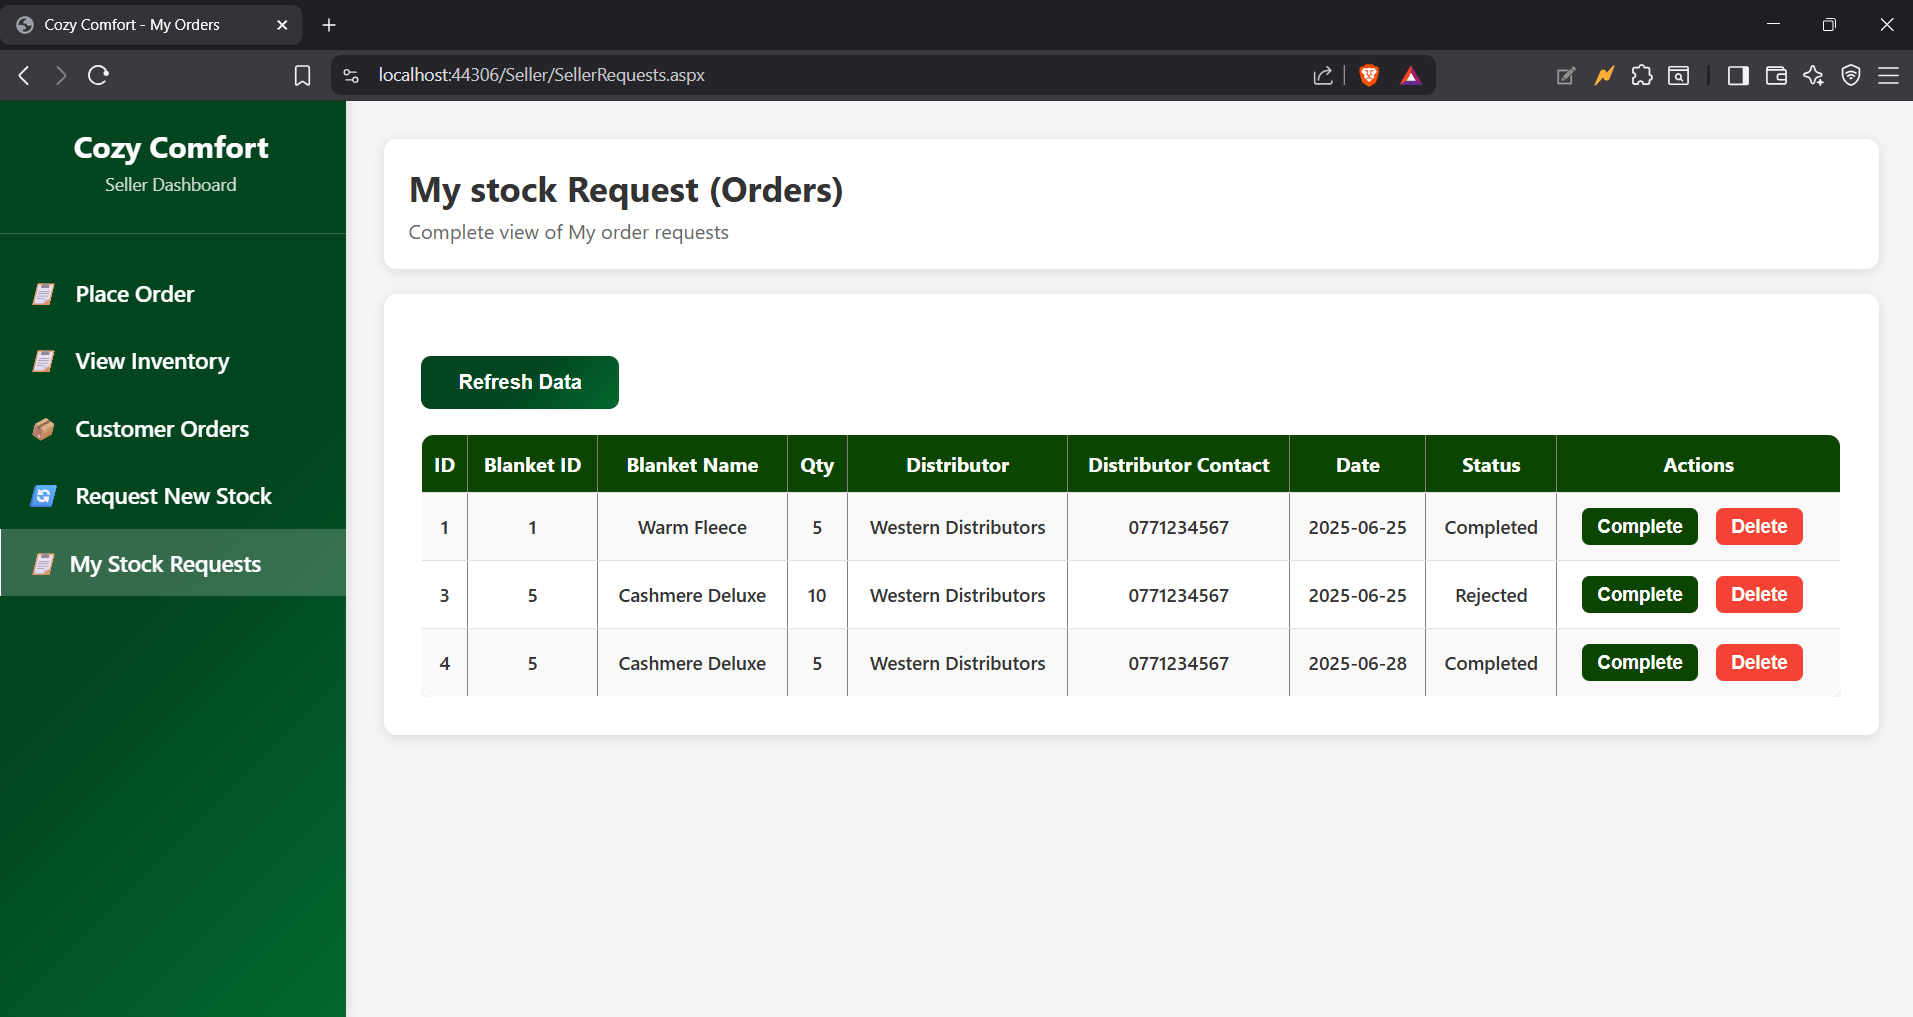 Cozy Comfort - My Orders
localhost:44306/Seller/SellerRequests.aspx
Cozy Comfort
Seller Dashboard
Place Order
View Inventory
Customer Orders
Request New Stock
My Stock Requests
My stock Request (Orders)
Complete view of My order requests
Refresh Data
ID Blanket ID Blanket Name Qty Distributor Distributor Contact Date Status Actions
1 1 Warm Fleece 5 Western Distributors 0771234567 2025-06-25 Completed Complete Delete
3 5 Cashmere Deluxe 10 Western Distributors 0771234567 2025-06-25 Rejected Complete Delete
4 5 Cashmere Deluxe 5 Western Distributors 0771234567 2025-06-28 Completed Complete Delete